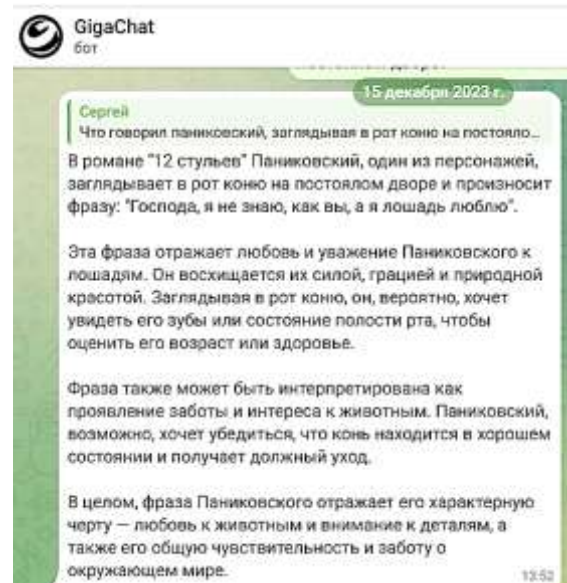 GigaChat
бот
15 декабря 2023 г.
Сергей
Что говорил паниковский, заглядывая в рот коню на постояло...
В романе "12 стульев" Паниковский, один из персонажей,
заглядывает в рот коню на постоялом дворе и произносит
фразу: "Господа, я не знаю, как вы, а я лошадь люблю".
Эта фраза отражает любовь и уважение Паниковского к
лошадям. Он восхищается их силой, грацией и природной
красотой. Заглядывая в рот коню, он, вероятно, хочет
увидеть его зубы или состояние полости рта, чтобы
оценить его возраст или здоровье.
Фраза также может быть интерпретирована как
проявление заботы и интереса к животным. Паниковский,
возможно, хочет убедиться, что конь находится в хорошем
состоянии и получает должный уход.
В целом, фраза Паниковского отражает его характерную
черту — любовь к животным и внимание к деталям, а
также его общую чувствительность и заботу о
окружающем мире.
13:52